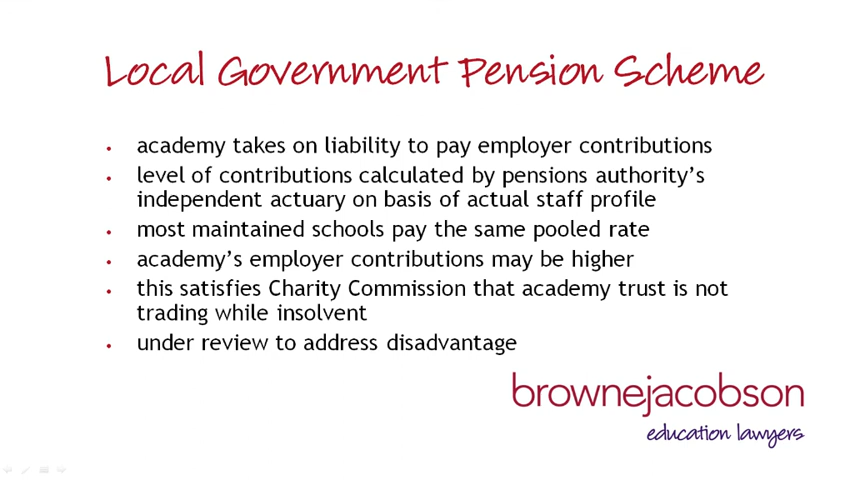 Local Government Pension Scheme
• academy takes on liability to pay employer contributions
• level of contributions calculated by pensions authority's
independent actuary on basis of actual staff profile
• most maintained schools pay the same pooled rate
• academy's employer contributions may be higher
• this satisfies Charity Commission that academy trust is not
trading while insolvent
• under review to address disadvantage
brownejacobson
education lawyers